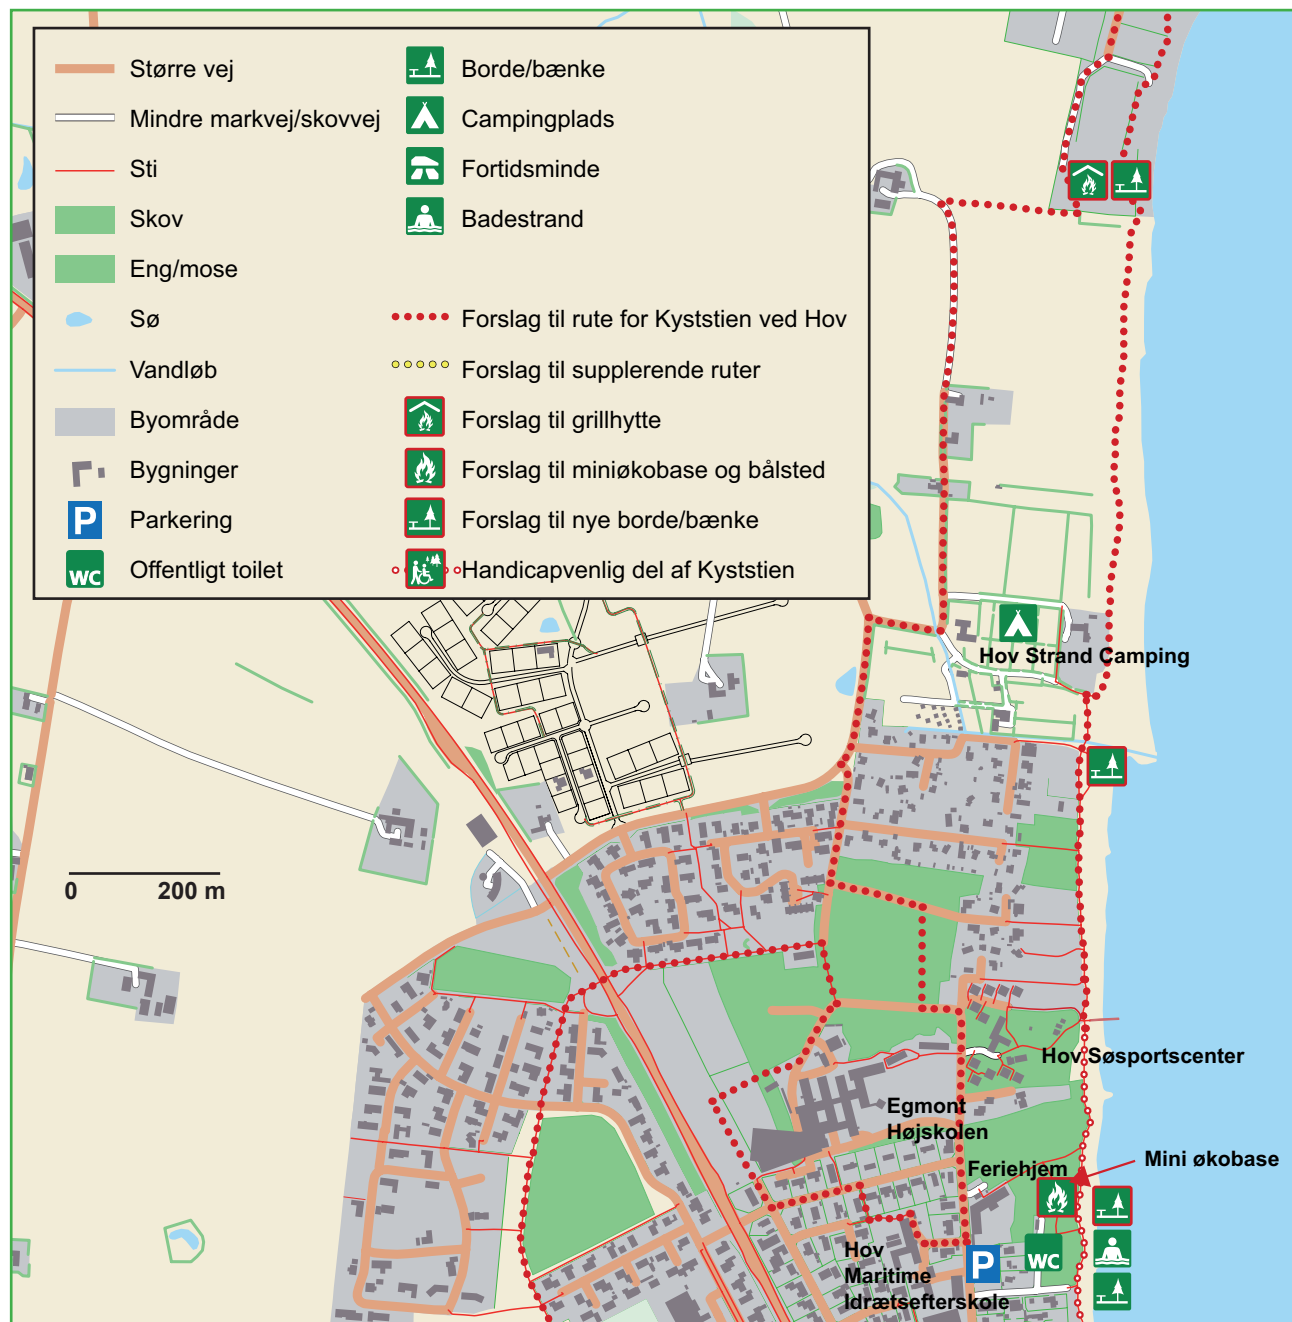 Større vej
Mindre markvej/skovvej
Sti
Skov
Eng/mose
Sø
Vandløb
Byområde
Bygninger
P Parkering
WC Offentligt toilet
Borde/bænke
Campingplads
Fortidsminde
Badestrand
Forslag til rute for Kyststien ved Hov
Forslag til supplerende ruter
Forslag til grillhytte
Forslag til miniøkobase og bålsted
Forslag til nye borde/bænke
Handicapvenlig del af Kyststien
Hov Strand Camping
0 200 m
Hov Søsportscenter
Egmont
Højskolen
Mini økobase
Feriehjem
Hov
Maritime
Idrætsefterskole
P
WC